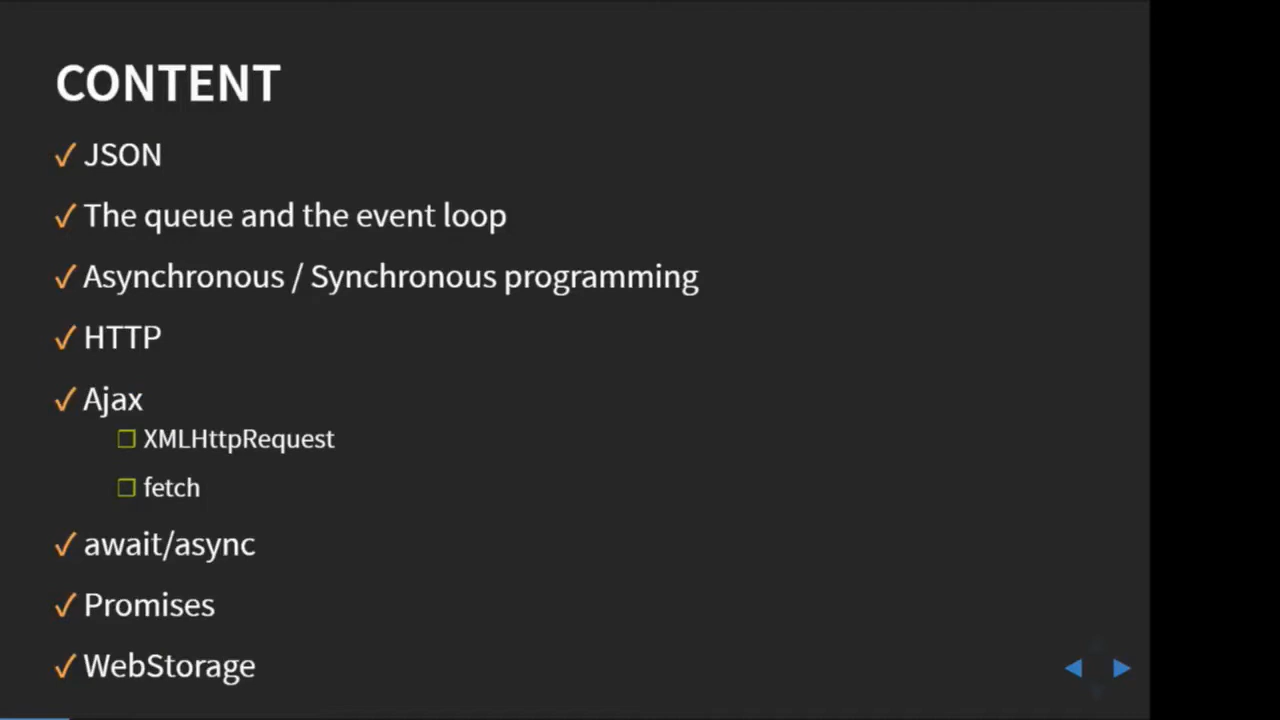 CONTENT
✓ JSON
✓ The queue and the event loop
✓ Asynchronous / Synchronous programming
✓ HTTP
✓ Ajax
❐ XMLHttpRequest
❐ fetch
✓ await/async
✓ Promises
✓ WebStorage